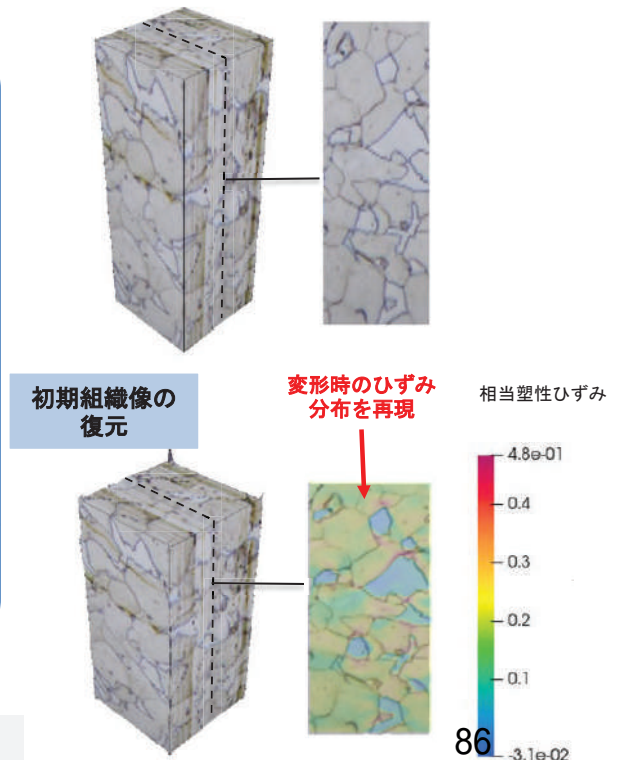 初期組織像の
復元
変形時のひずみ
分布を再現
相当塑性ひずみ
4.8e-01
0.4
0.3
0.2
0.1
-3.1e-02
86